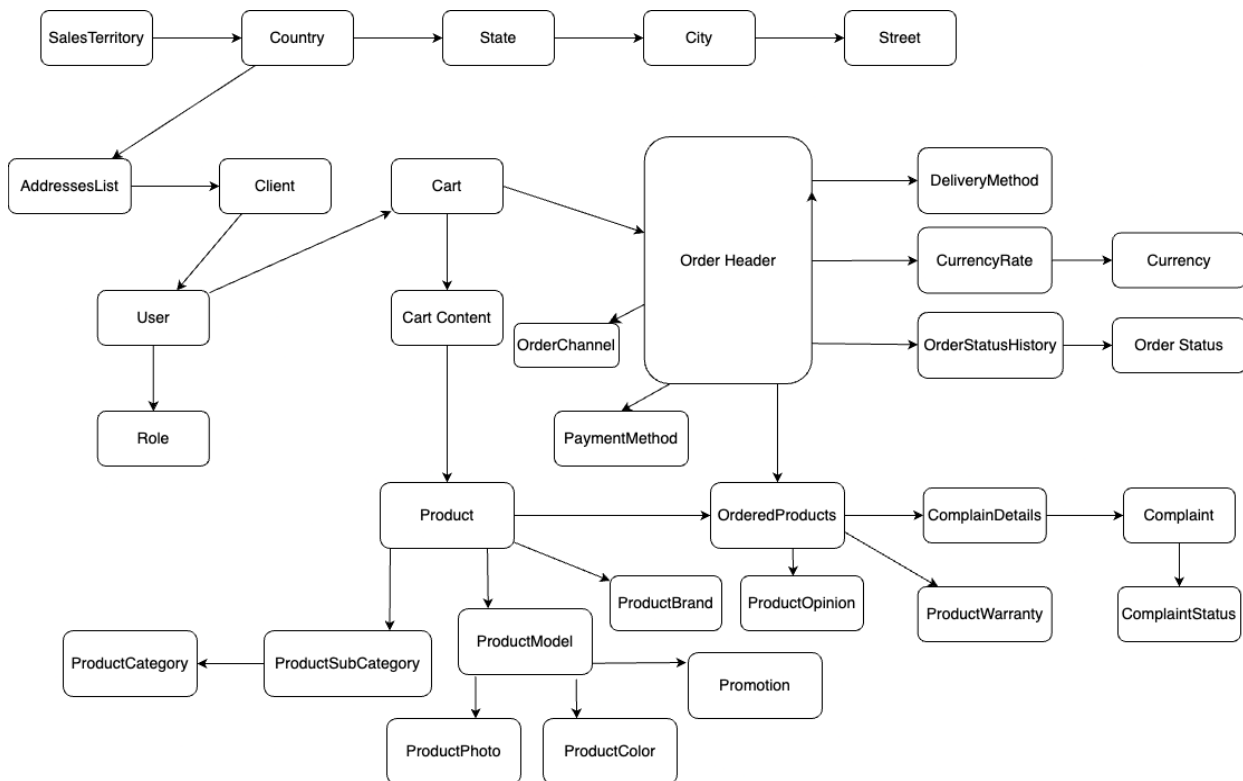 SalesTerritory
Country
State
City
Street
AddressesList
Client
Cart
Order Header
DeliveryMethod
CurrencyRate
Currency
User
Cart Content
OrderChannel
OrderStatusHistory
Order Status
Role
PaymentMethod
Product
OrderedProducts
ComplainDetails
Complaint
ProductBrand
ProductOpinion
ProductWarranty
ComplaintStatus
ProductCategory
ProductSubCategory
ProductModel
Promotion
ProductPhoto
ProductColor